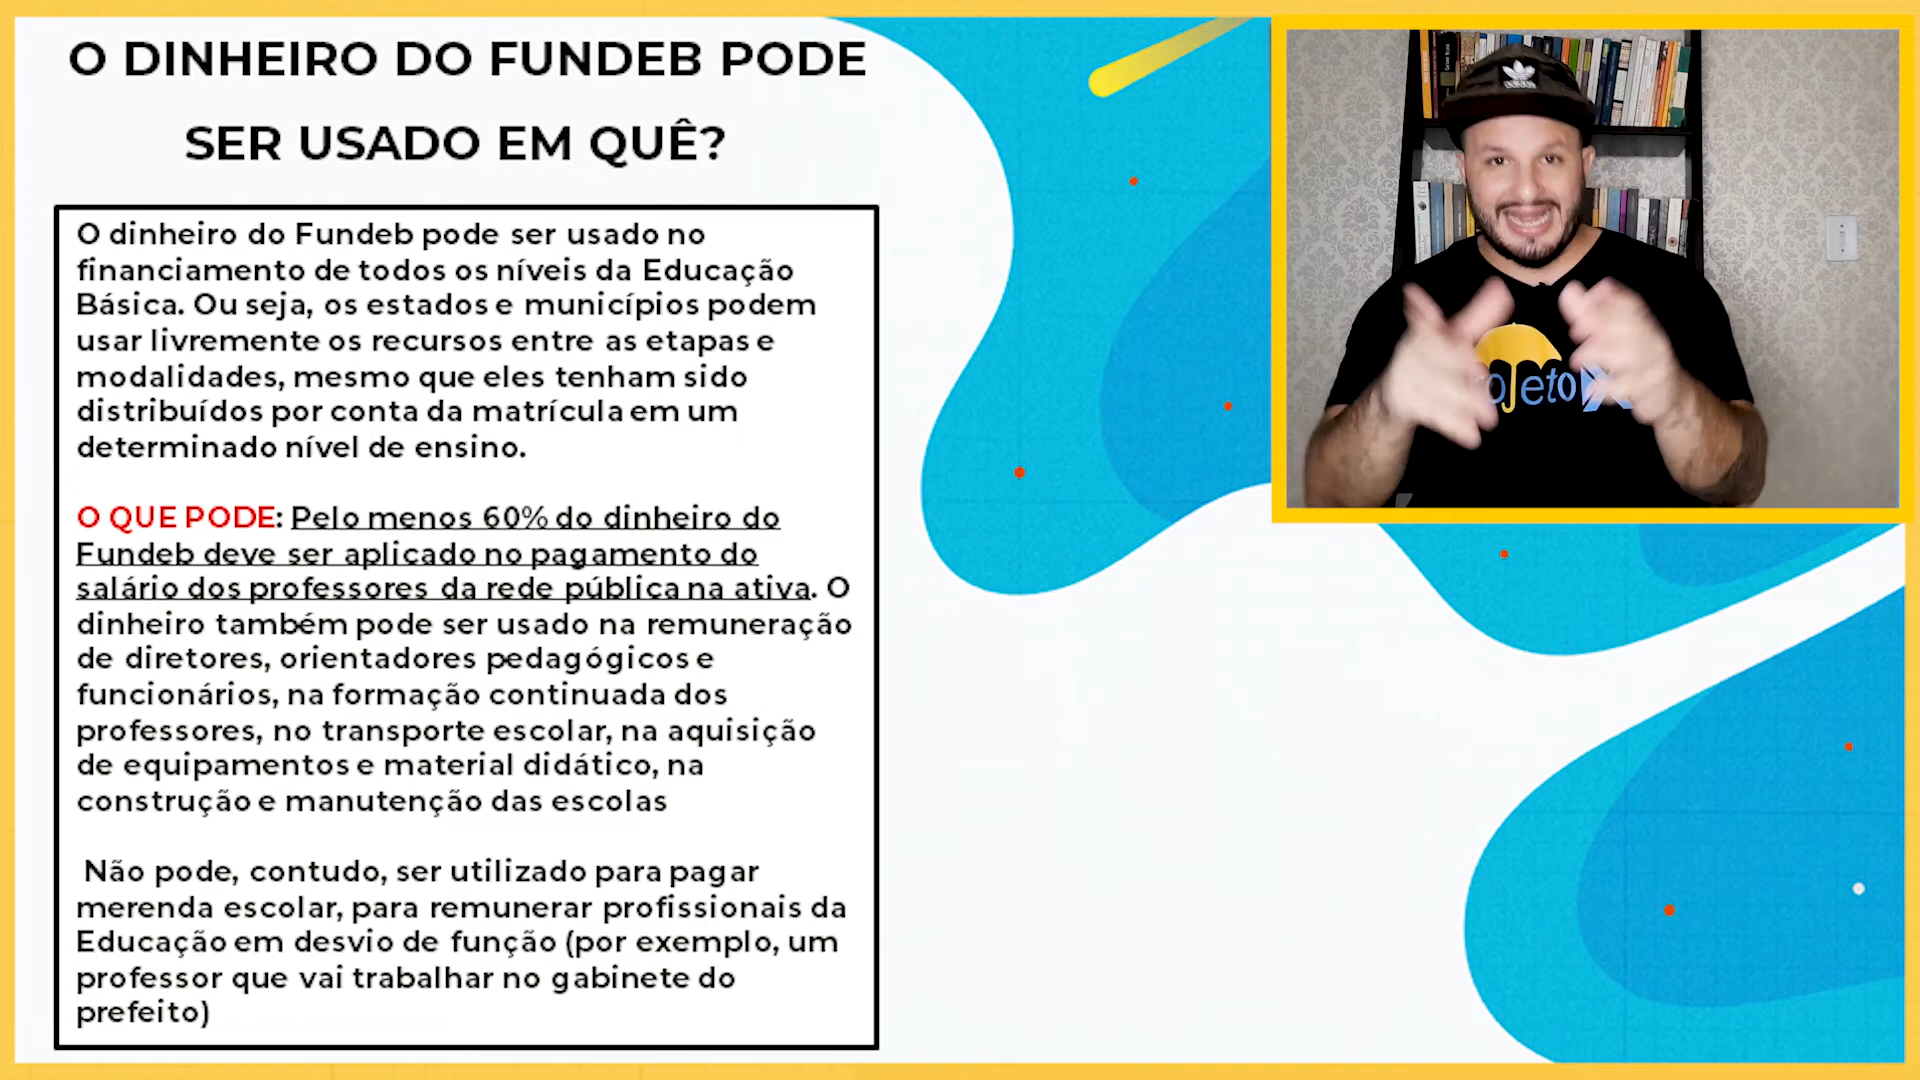 O DINHEIRO DO FUNDEB PODE
SER USADO EM QUÊ?
O dinheiro do Fundeb pode ser usado no
financiamento de todos os níveis da Educação
Básica. Ou seja, os estados e municípios podem
usar livremente os recursos entre as etapas e
modalidades, mesmo que eles tenham sido
distribuídos por conta da matrícula em um
determinado nível de ensino.
O QUE PODE: Pelo menos 60% do dinheiro do
Fundeb deve ser aplicado no pagamento do
salário dos professores da rede pública na ativa. O
dinheiro também pode ser usado na remuneração
de diretores, orientadores pedagógicos e
funcionários, na formação continuada dos
professores, no transporte escolar, na aquisição
de equipamentos e material didático, na
construção e manutenção das escolas
Não pode, contudo, ser utilizado para pagar
merenda escolar, para remunerar profissionais da
Educação em desvio de função (por exemplo, um
professor que vai trabalhar no gabinete do
prefeito)